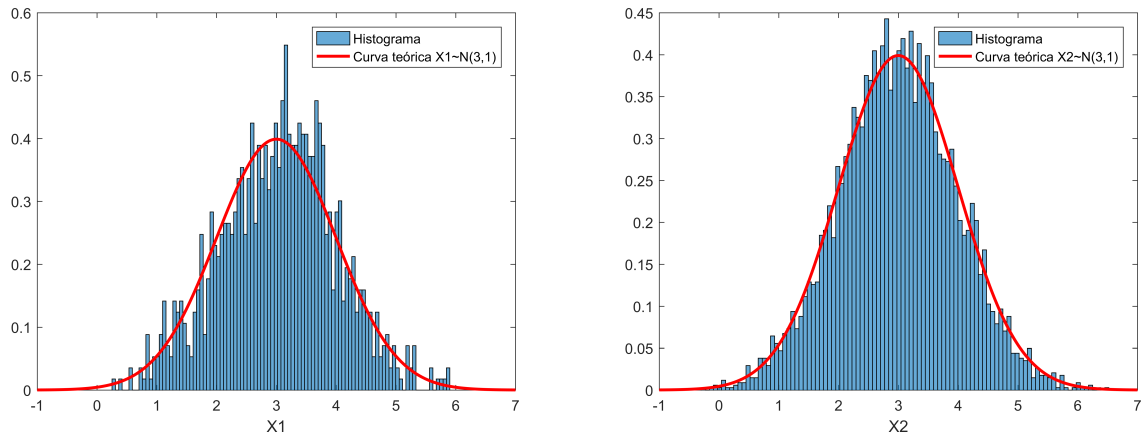 0.6
0.5
0.4
0.3
0.2
0.1
0
-1 0 1 2 3 4 5 6 7
X1
Histograma
Curva teórica X1~N(3,1)
0.45
0.4
0.35
0.3
0.25
0.2
0.15
0.1
0.05
0
-1 0 1 2 3 4 5 6 7
X2
Histograma
Curva teórica X2~N(3,1)